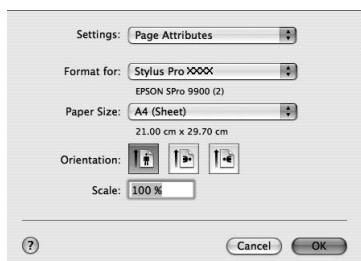 Settings: Page Attributes
Format for: Stylus Pro XXXX
EPSON SPro 9900 (2)
Paper Size: A4 (Sheet)
21.00 cm x 29.70 cm
Orientation:
Scale: 100 %
? Cancel OK